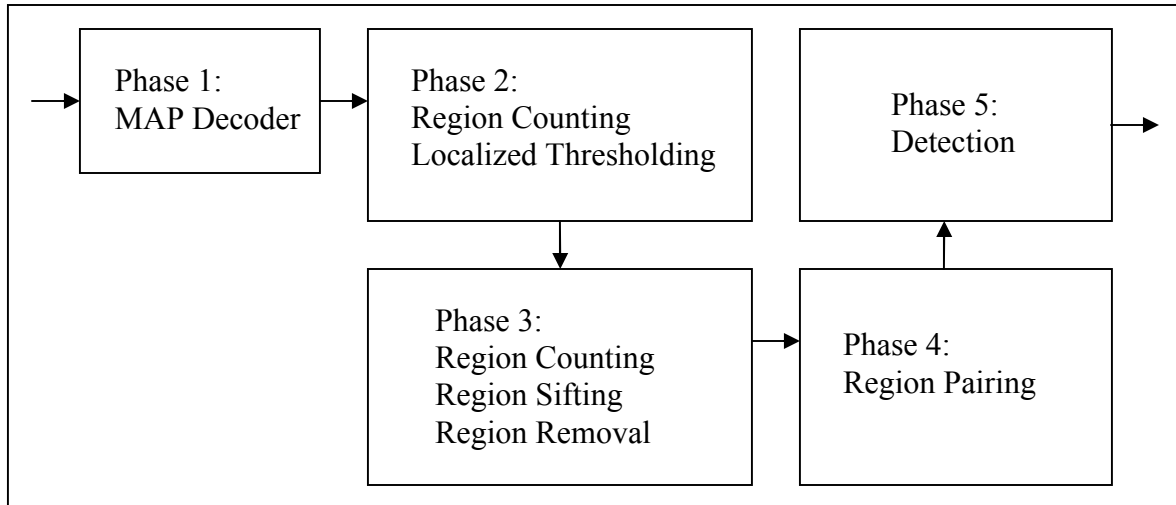 Phase 1:
MAP Decoder
Phase 2:
Region Counting
Localized Thresholding
Phase 3:
Region Counting
Region Sifting
Region Removal
Phase 4:
Region Pairing
Phase 5:
Detection